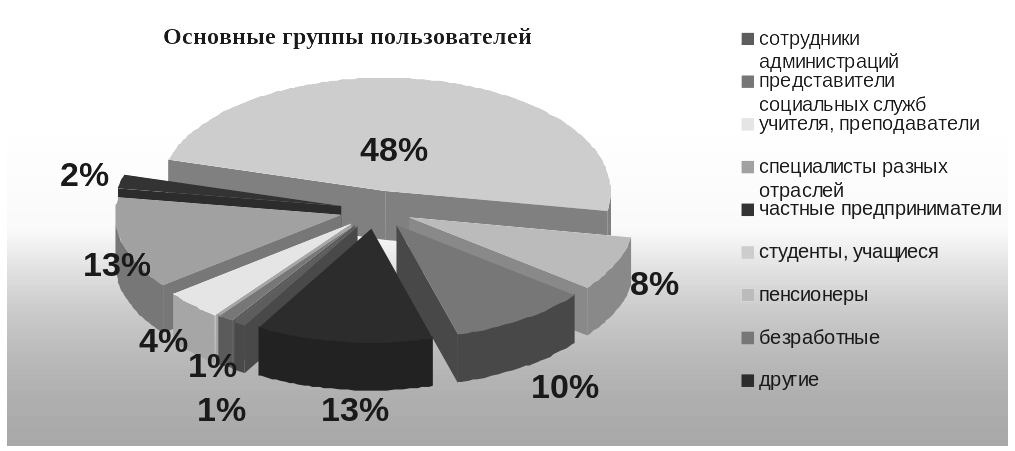 Основные группы пользователей
48%
2%
13%
4%
1%
1%
13%
10%
8%
сотрудники
администраций
представители
социальных служб
учителя, преподаватели
специалисты разных
отраслей
частные предприниматели
студенты, учащиеся
пенсионеры
безработные
другие